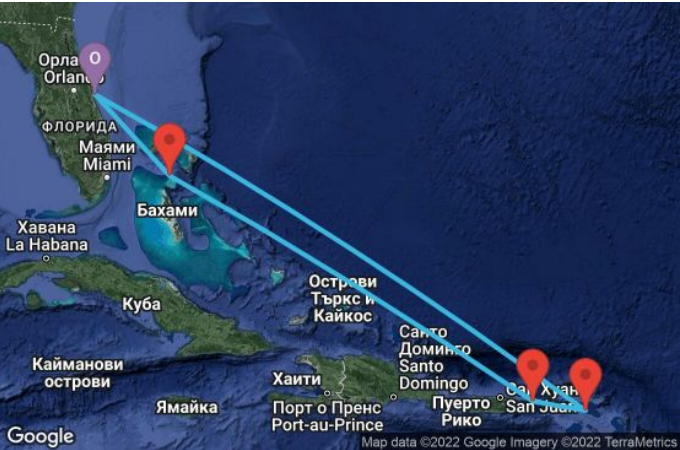 Орла
O
Orlando
ФЛОРИДА
Маями
Miami
Бахами
Хавана
La Habana
Куба
Острови
Търкс и
Кайкос
Санто
Доминго
Santo
Domingo
Кайманови
острови
Хаити
Ямайка
Порт о Пренс
Port-au-Prince
Пуерто
Рико
Сан Хуан
San Juan
Google
Map data ©2022 Google Imagery ©2022 TerraMetrics